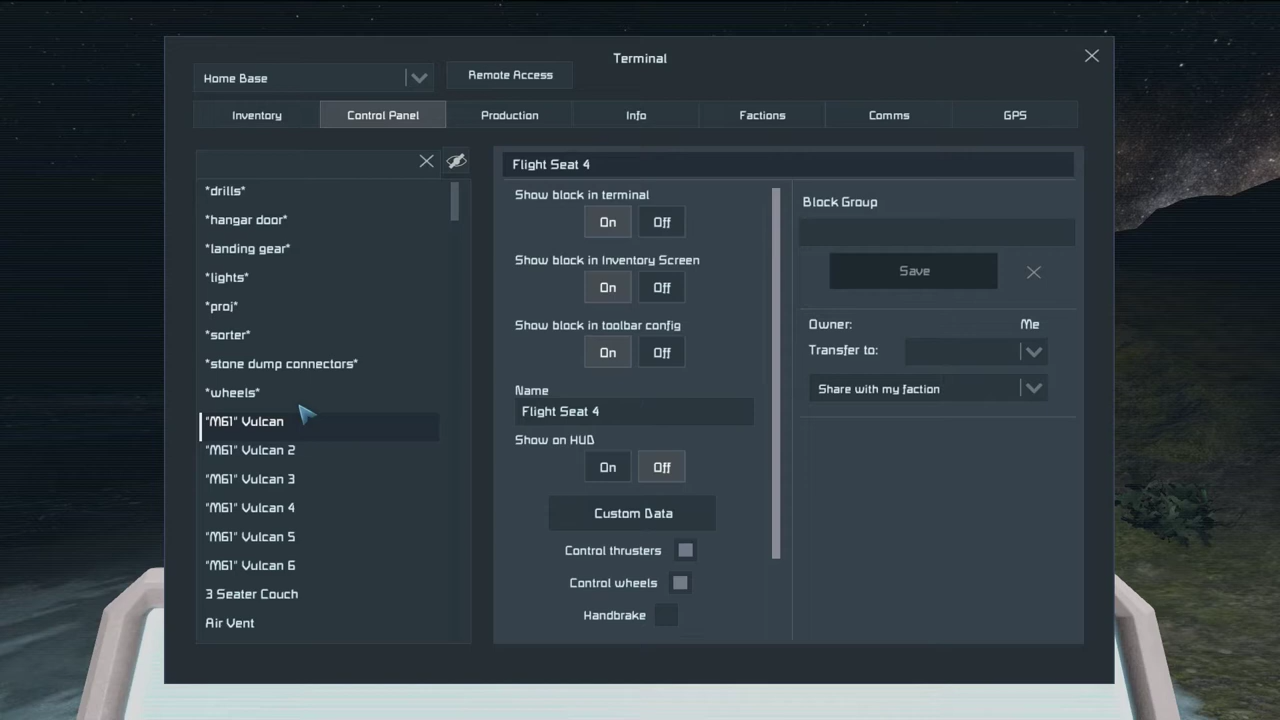 Terminal
Home Base
Remote Access
Inventory
Control Panel
Production
Info
Factions
Comms
GPS
*drills*
*hangar door*
*landing gear*
*lights*
*proj*
*sorter*
*stone dump connectors*
*wheels*
"M61" Vulcan
"M61" Vulcan 2
"M61" Vulcan 3
"M61" Vulcan 4
"M61" Vulcan 5
"M61" Vulcan 6
3 Seater Couch
Air Vent
Flight Seat 4
Show block in terminal
On Off
Show block in Inventory Screen
On Off
Show block in toolbar config
On Off
Name
Flight Seat 4
Show on HUD
On Off
Custom Data
Control thrusters
Control wheels
Handbrake
Block Group
Save
Owner: Me
Transfer to:
Share with my faction